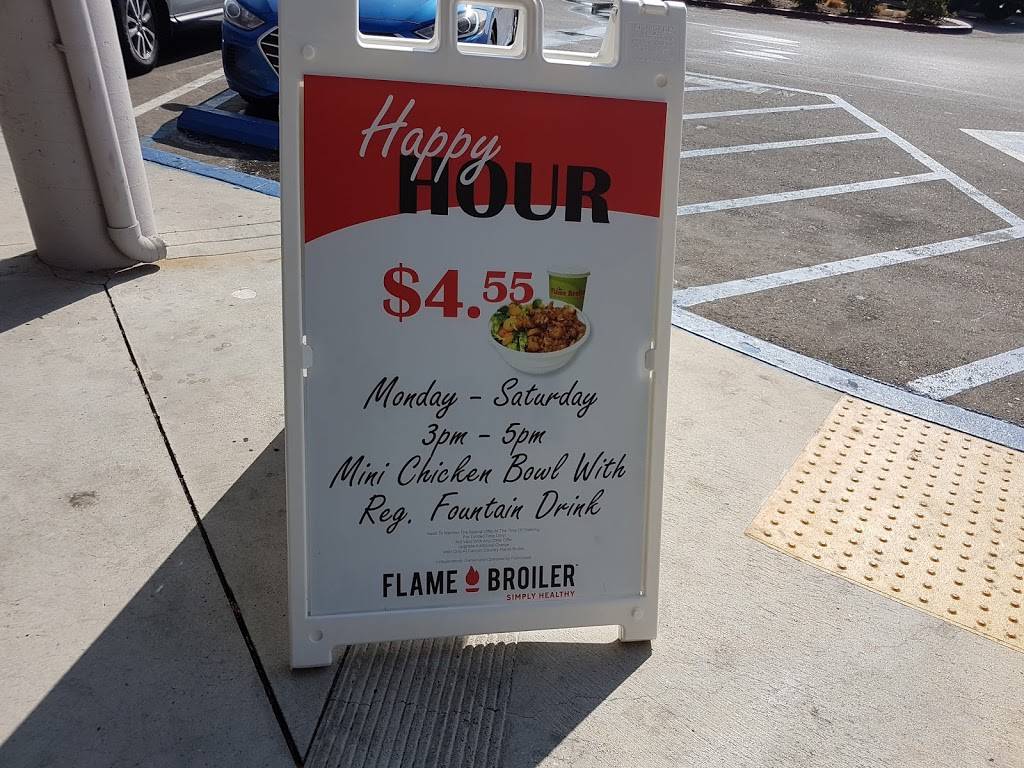 Happy
HOUR
$4.55
Monday - Saturday
3pm - 5pm
Mini Chicken Bowl With
Reg. Fountain Drink
FLAME BROILER
SIMPLY HEALTHY